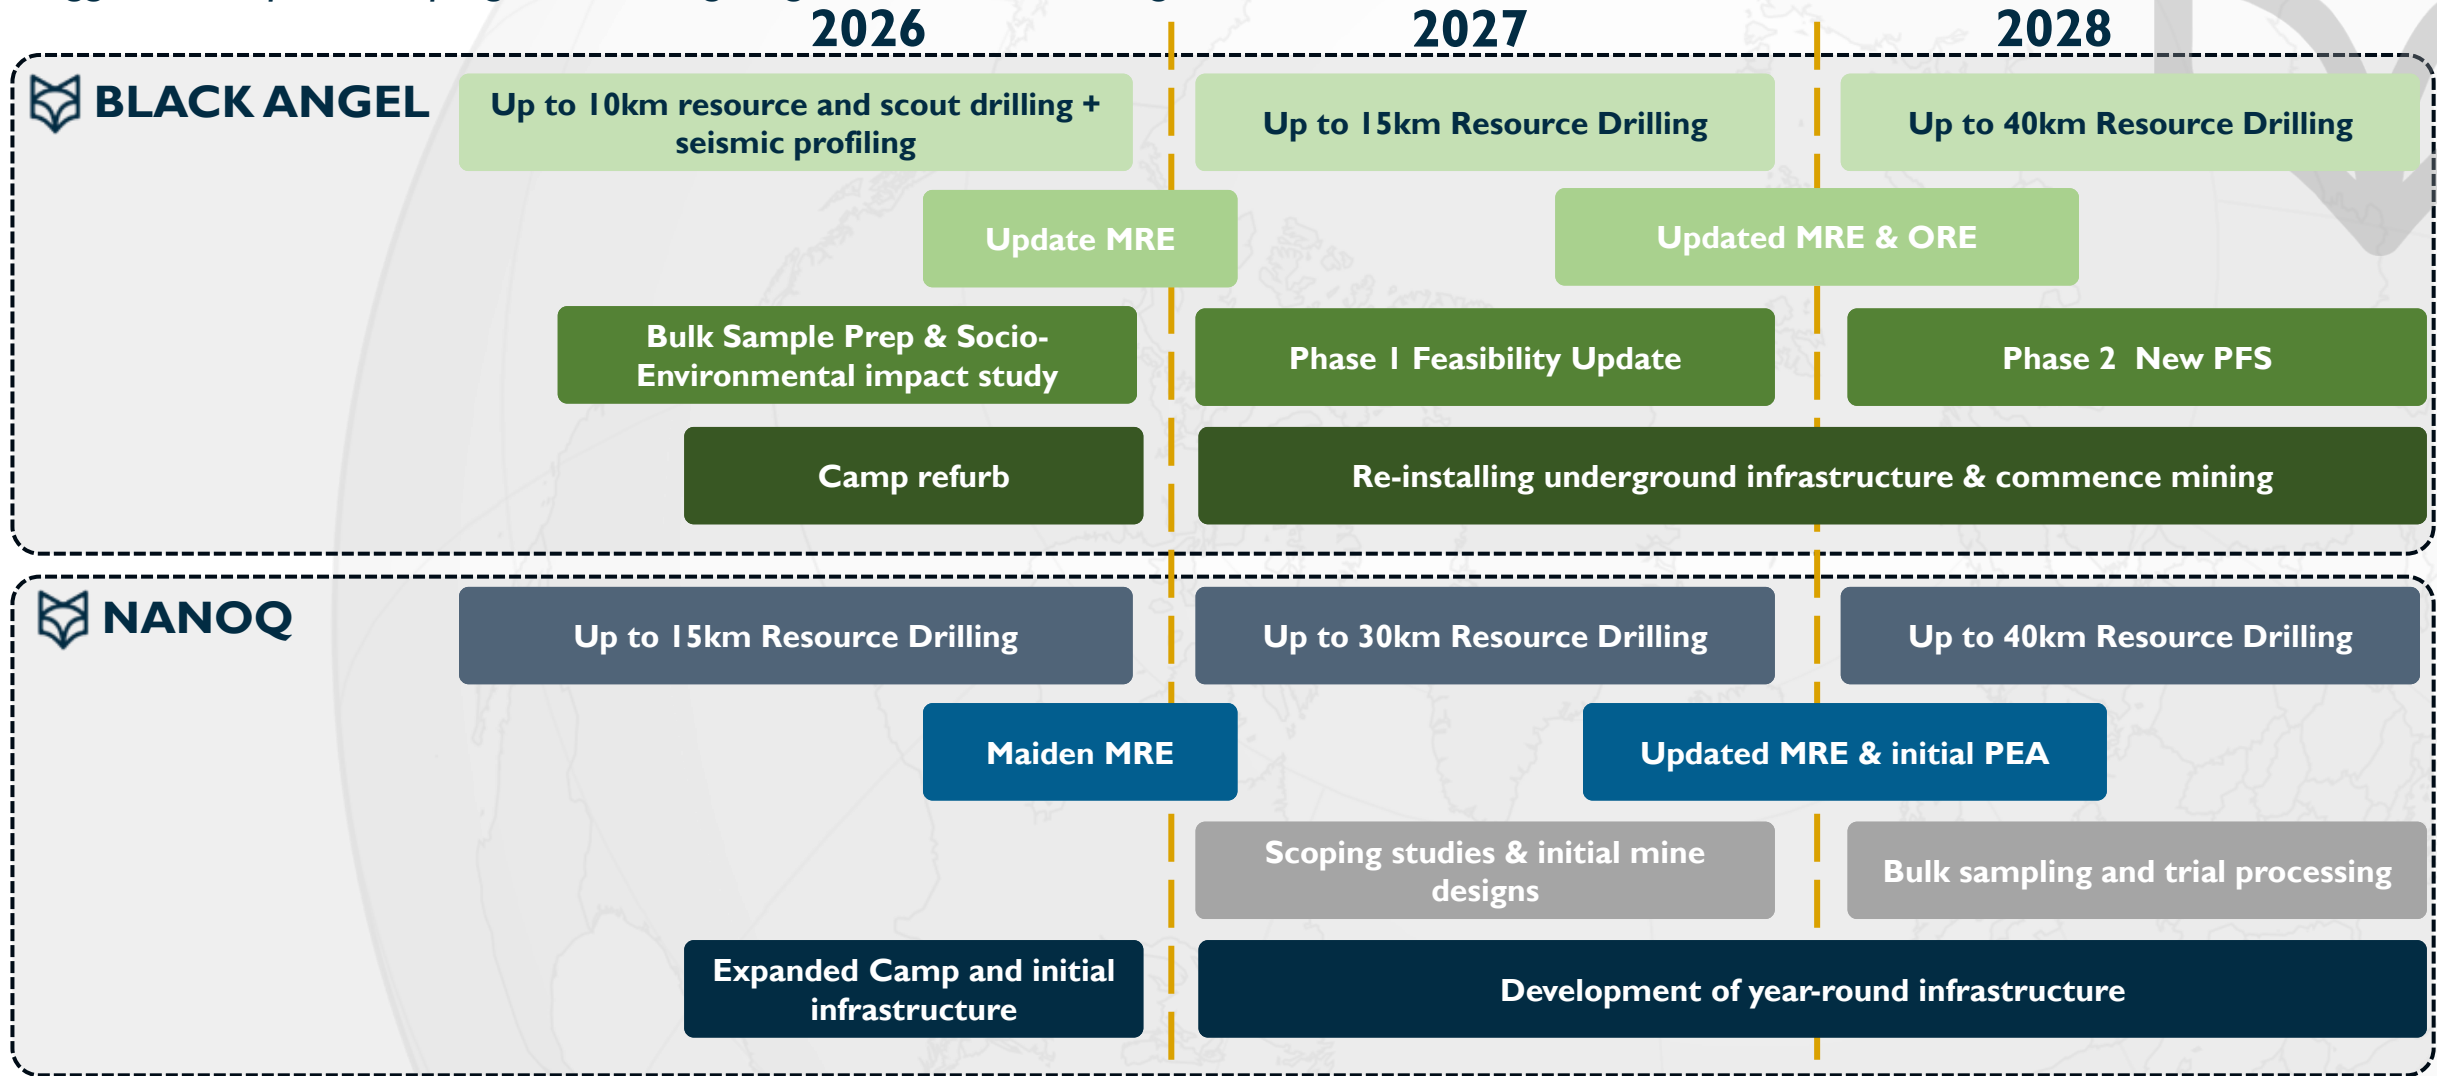 2026
2027
2028
BLACK ANGEL
Up to 10km resource and scout drilling +
seismic profiling
Up to 15km Resource Drilling
Up to 40km Resource Drilling
Update MRE
Updated MRE & ORE
Bulk Sample Prep & Socio-
Environmental impact study
Phase 1 Feasibility Update
Phase 2  New PFS
Camp refurb
Re-installing underground infrastructure & commence mining
NANOQ
Up to 15km Resource Drilling
Up to 30km Resource Drilling
Up to 40km Resource Drilling
Maiden MRE
Updated MRE & initial PEA
Scoping studies & initial mine
designs
Bulk sampling and trial processing
Expanded Camp and initial
infrastructure
Development of year-round infrastructure